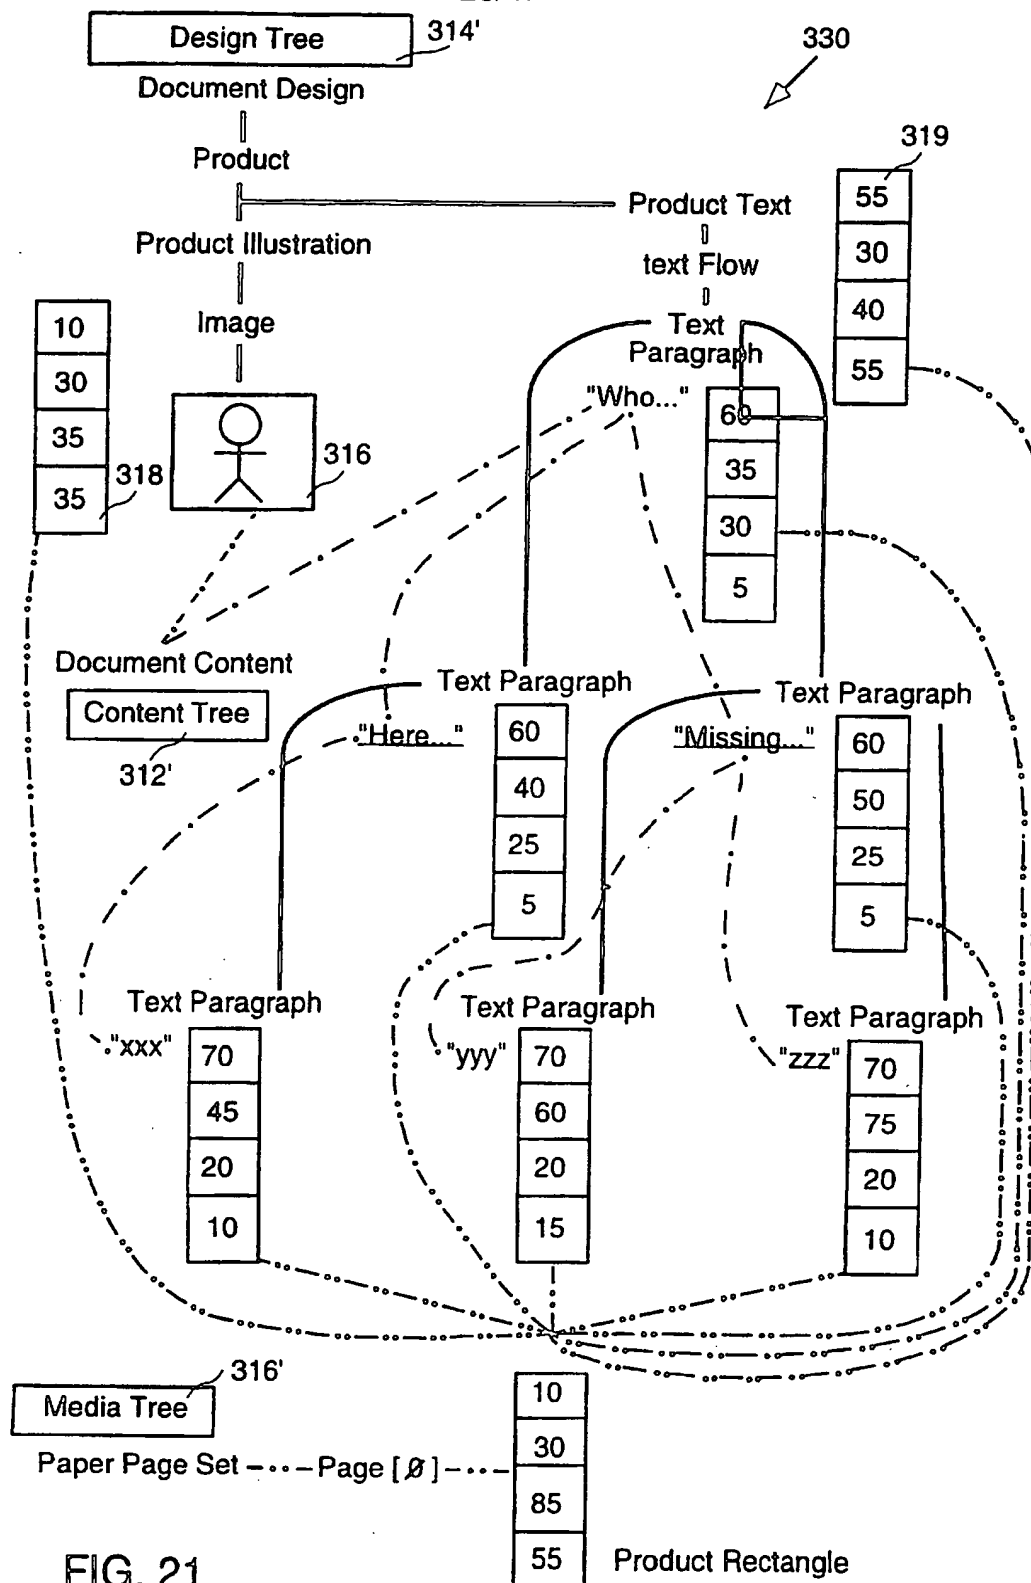 Design Tree
314'
330
Document Design
319
Product
55
Product Text
30
Product Illustration
text Flow
40
10
Image
Text
Paragraph
55
30
"Who..."
60
35
316
35
318
35
30
5
Document Content
Text Paragraph
Text Paragraph
Content Tree
"Here..."
60
"Missing..."
60
312'
40
50
25
25
5
5
Text Paragraph
Text Paragraph
Text Paragraph
"xxx"
70
"yyy"
70
"zzz"
70
45
60
75
20
20
20
10
15
10
316'
Media Tree
10
30
Paper Page Set
Page [ Ø ]
85
55
Product Rectangle
FIG. 21